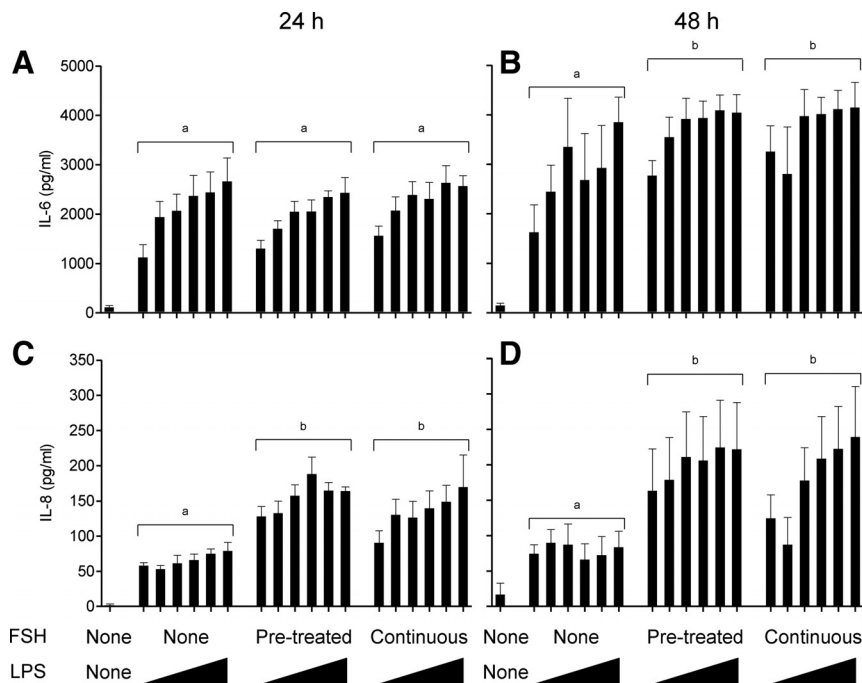 24 h 48 h
A B
a a a a b b
5000
4000
3000
2000
1000
0
IL-6 (pg/ml)
C D
a b b a b b
350
300
250
200
150
100
50
0
IL-8 (pg/ml)
FSH None None Pre-treated Continuous None None Pre-treated Continuous
LPS None None